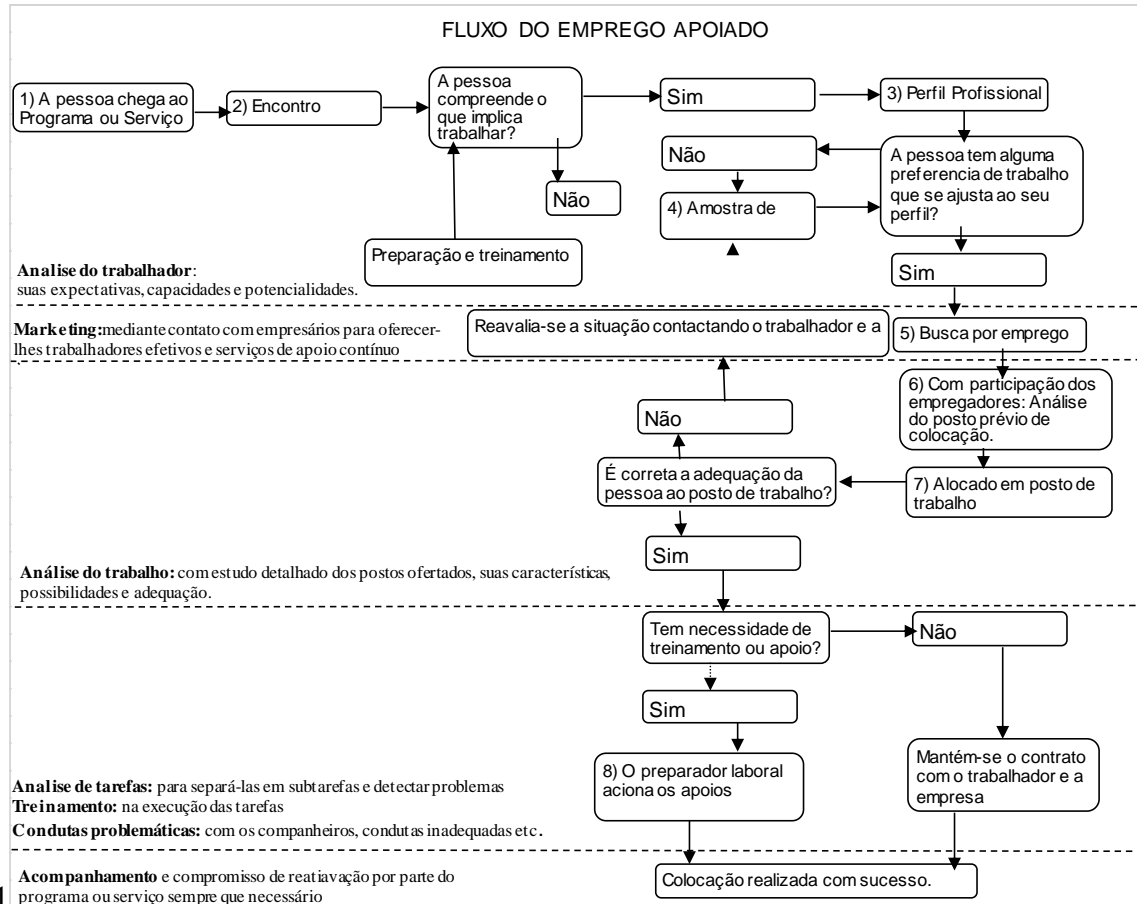 FLUXO DO EMPREGO APOIADO
1) A pessoa chega ao
Programa ou Serviço
2) Encontro
A pessoa
compreende o
que implica
trabalhar?
Sim
3) Perfil Profissional
Não
A pessoa tem alguma
preferencia de trabalho
que se ajusta ao seu
perfil?
Não
4) Amostra de
Preparação e treinamento
Sim
Analise do trabalhador:
suas expectativas, capacidades e potencialidades.
Marketing: mediante contato com empresários para oferecer-
lhes trabalhadores efetivos e serviços de apoio contínuo
.
Reavalia-se a situação contactando o trabalhador e a
5) Busca por emprego
6) Com participação dos
empregadores: Análise
do posto prévio de
colocação.
Não
É correta a adequação da
pessoa ao posto de trabalho?
7) Alocado em posto de
trabalho
Sim
Análise do trabalho: com estudo detalhado dos postos ofertados, suas características,
possibilidades e adequação.
Tem necessidade de
treinamento ou apoio?
Não
Sim
8) O preparador laboral
aciona os apoios
Mantém-se o contrato
com o trabalhador e a
empresa
Analise de tarefas: para separá-las em subtarefas e detectar problemas
Treinamento: na execução das tarefas
Condutas problemáticas: com os companheiros, condutas inadequadas etc.
Acompanhamento e compromisso de reatiavação por parte do
programa ou serviço sempre que necessário
Colocação realizada com sucesso.